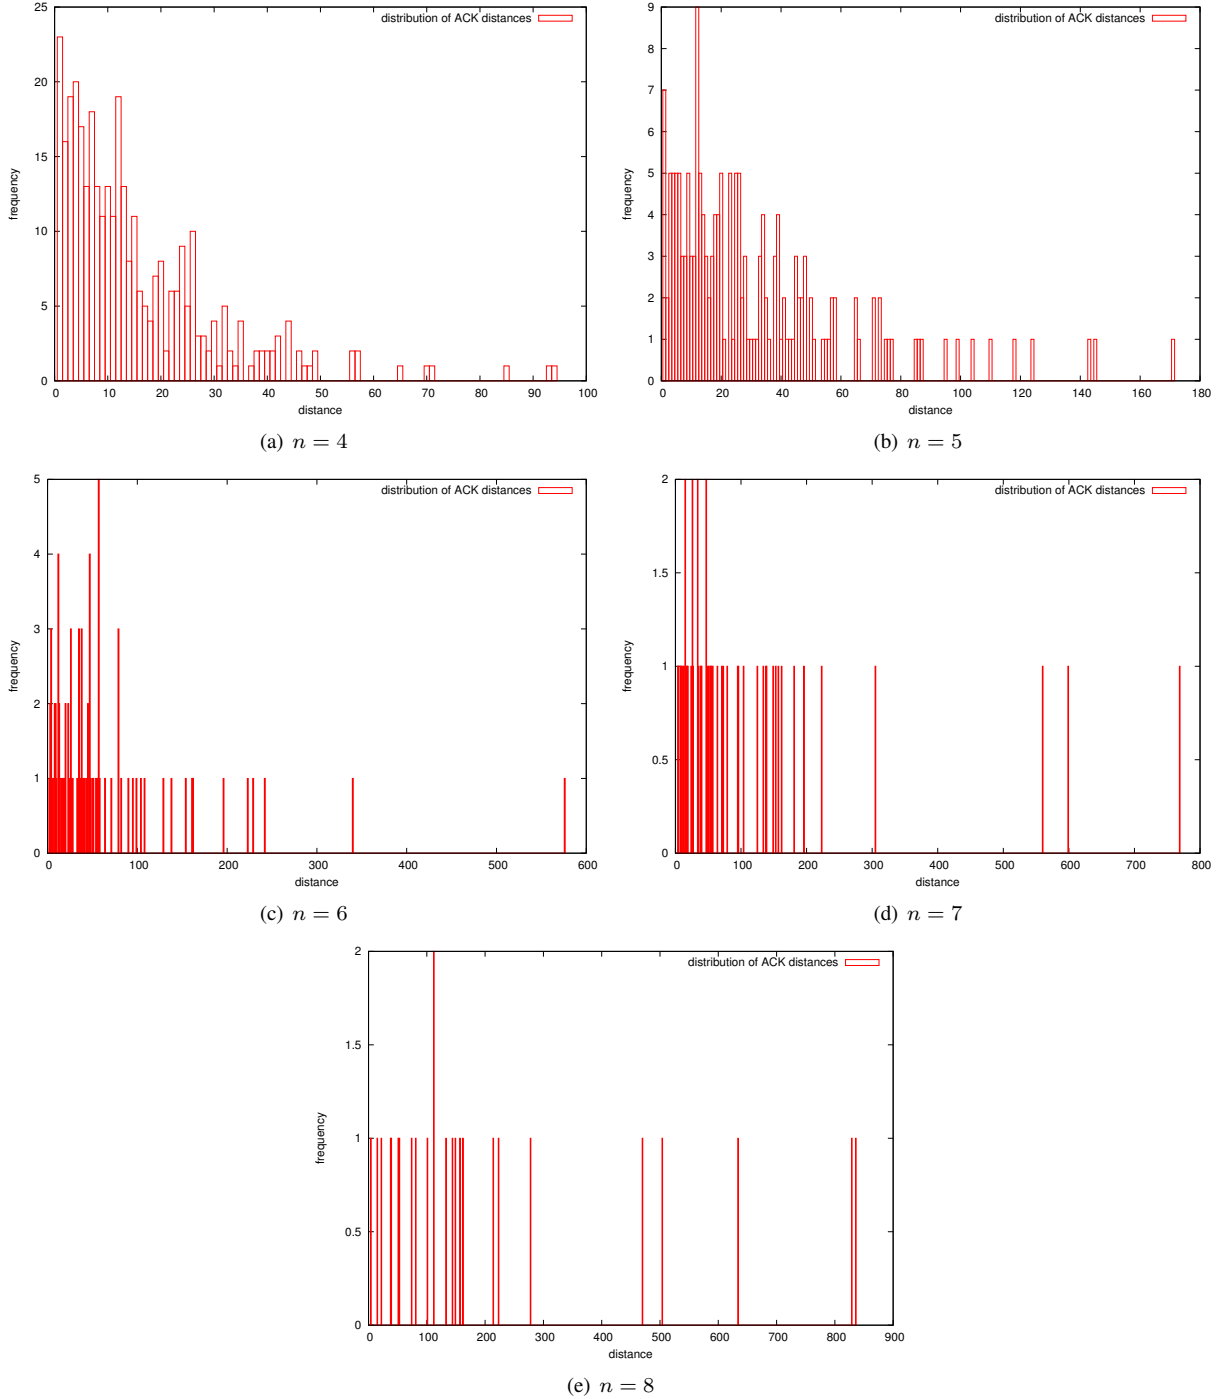 distribution of ACK distances
25
20
15
10
5
0
frequency
0 10 20 30 40 50 60 70 80 90 100
distance
(a) n = 4
distribution of ACK distances
9
8
7
6
5
4
3
2
1
0
frequency
0 20 40 60 80 100 120 140 160 180
distance
(b) n = 5
distribution of ACK distances
5
4
3
2
1
0
frequency
0 100 200 300 400 500 600
distance
(c) n = 6
distribution of ACK distances
2
1.5
1
0.5
0
frequency
0 100 200 300 400 500 600 700 800
distance
(d) n = 7
distribution of ACK distances
2
1.5
1
0.5
0
frequency
0 100 200 300 400 500 600 700 800 900
distance
(e) n = 8